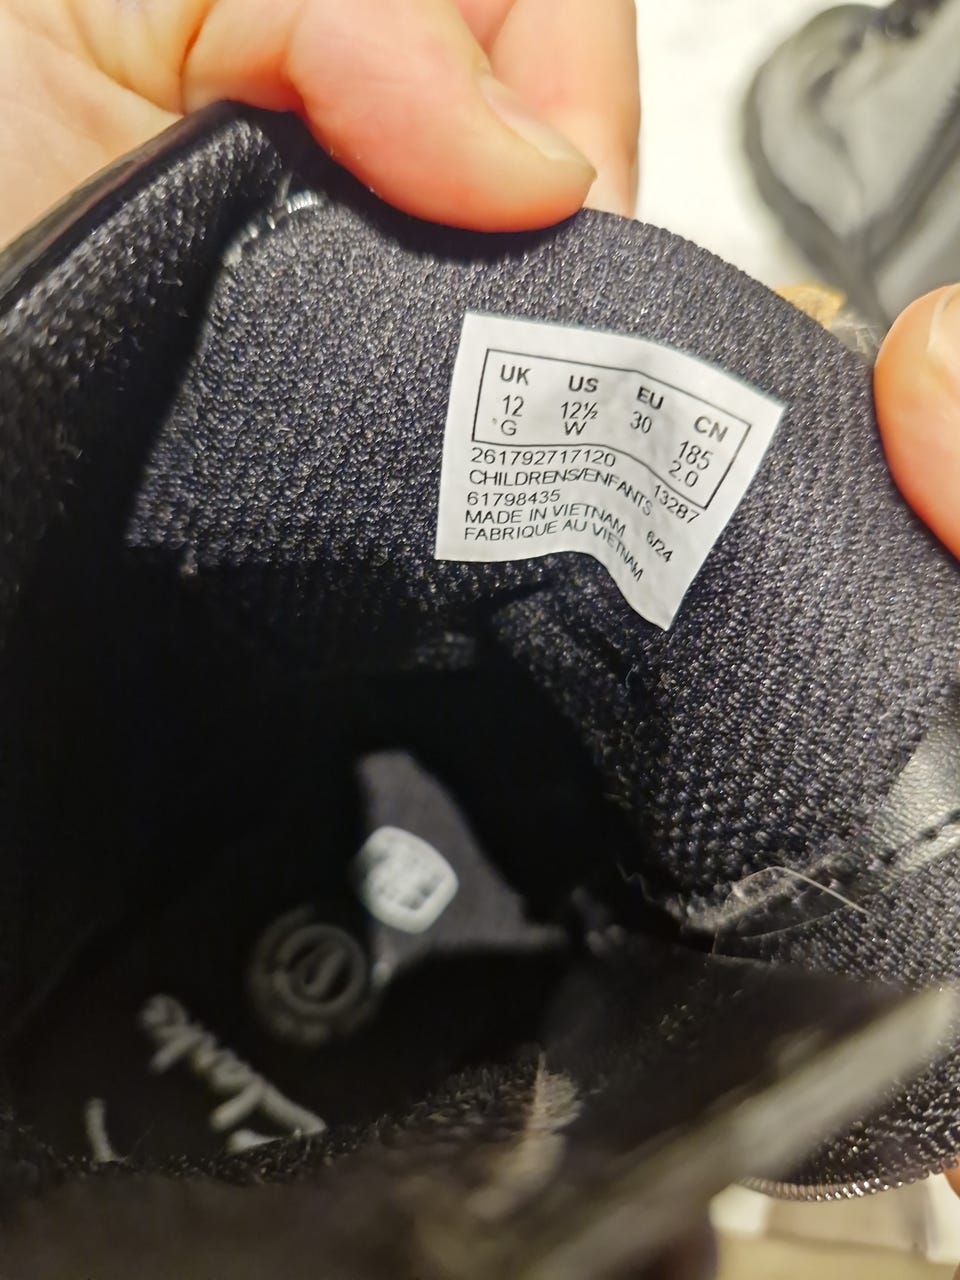 UK US EU CN
12 12½ 30 185
G W 2.0
261792717120
CHILDRENS/ENFANTS 13287
61798435
MADE IN VIETNAM 6/24
FABRIQUE AU VIETNAM
Clarks